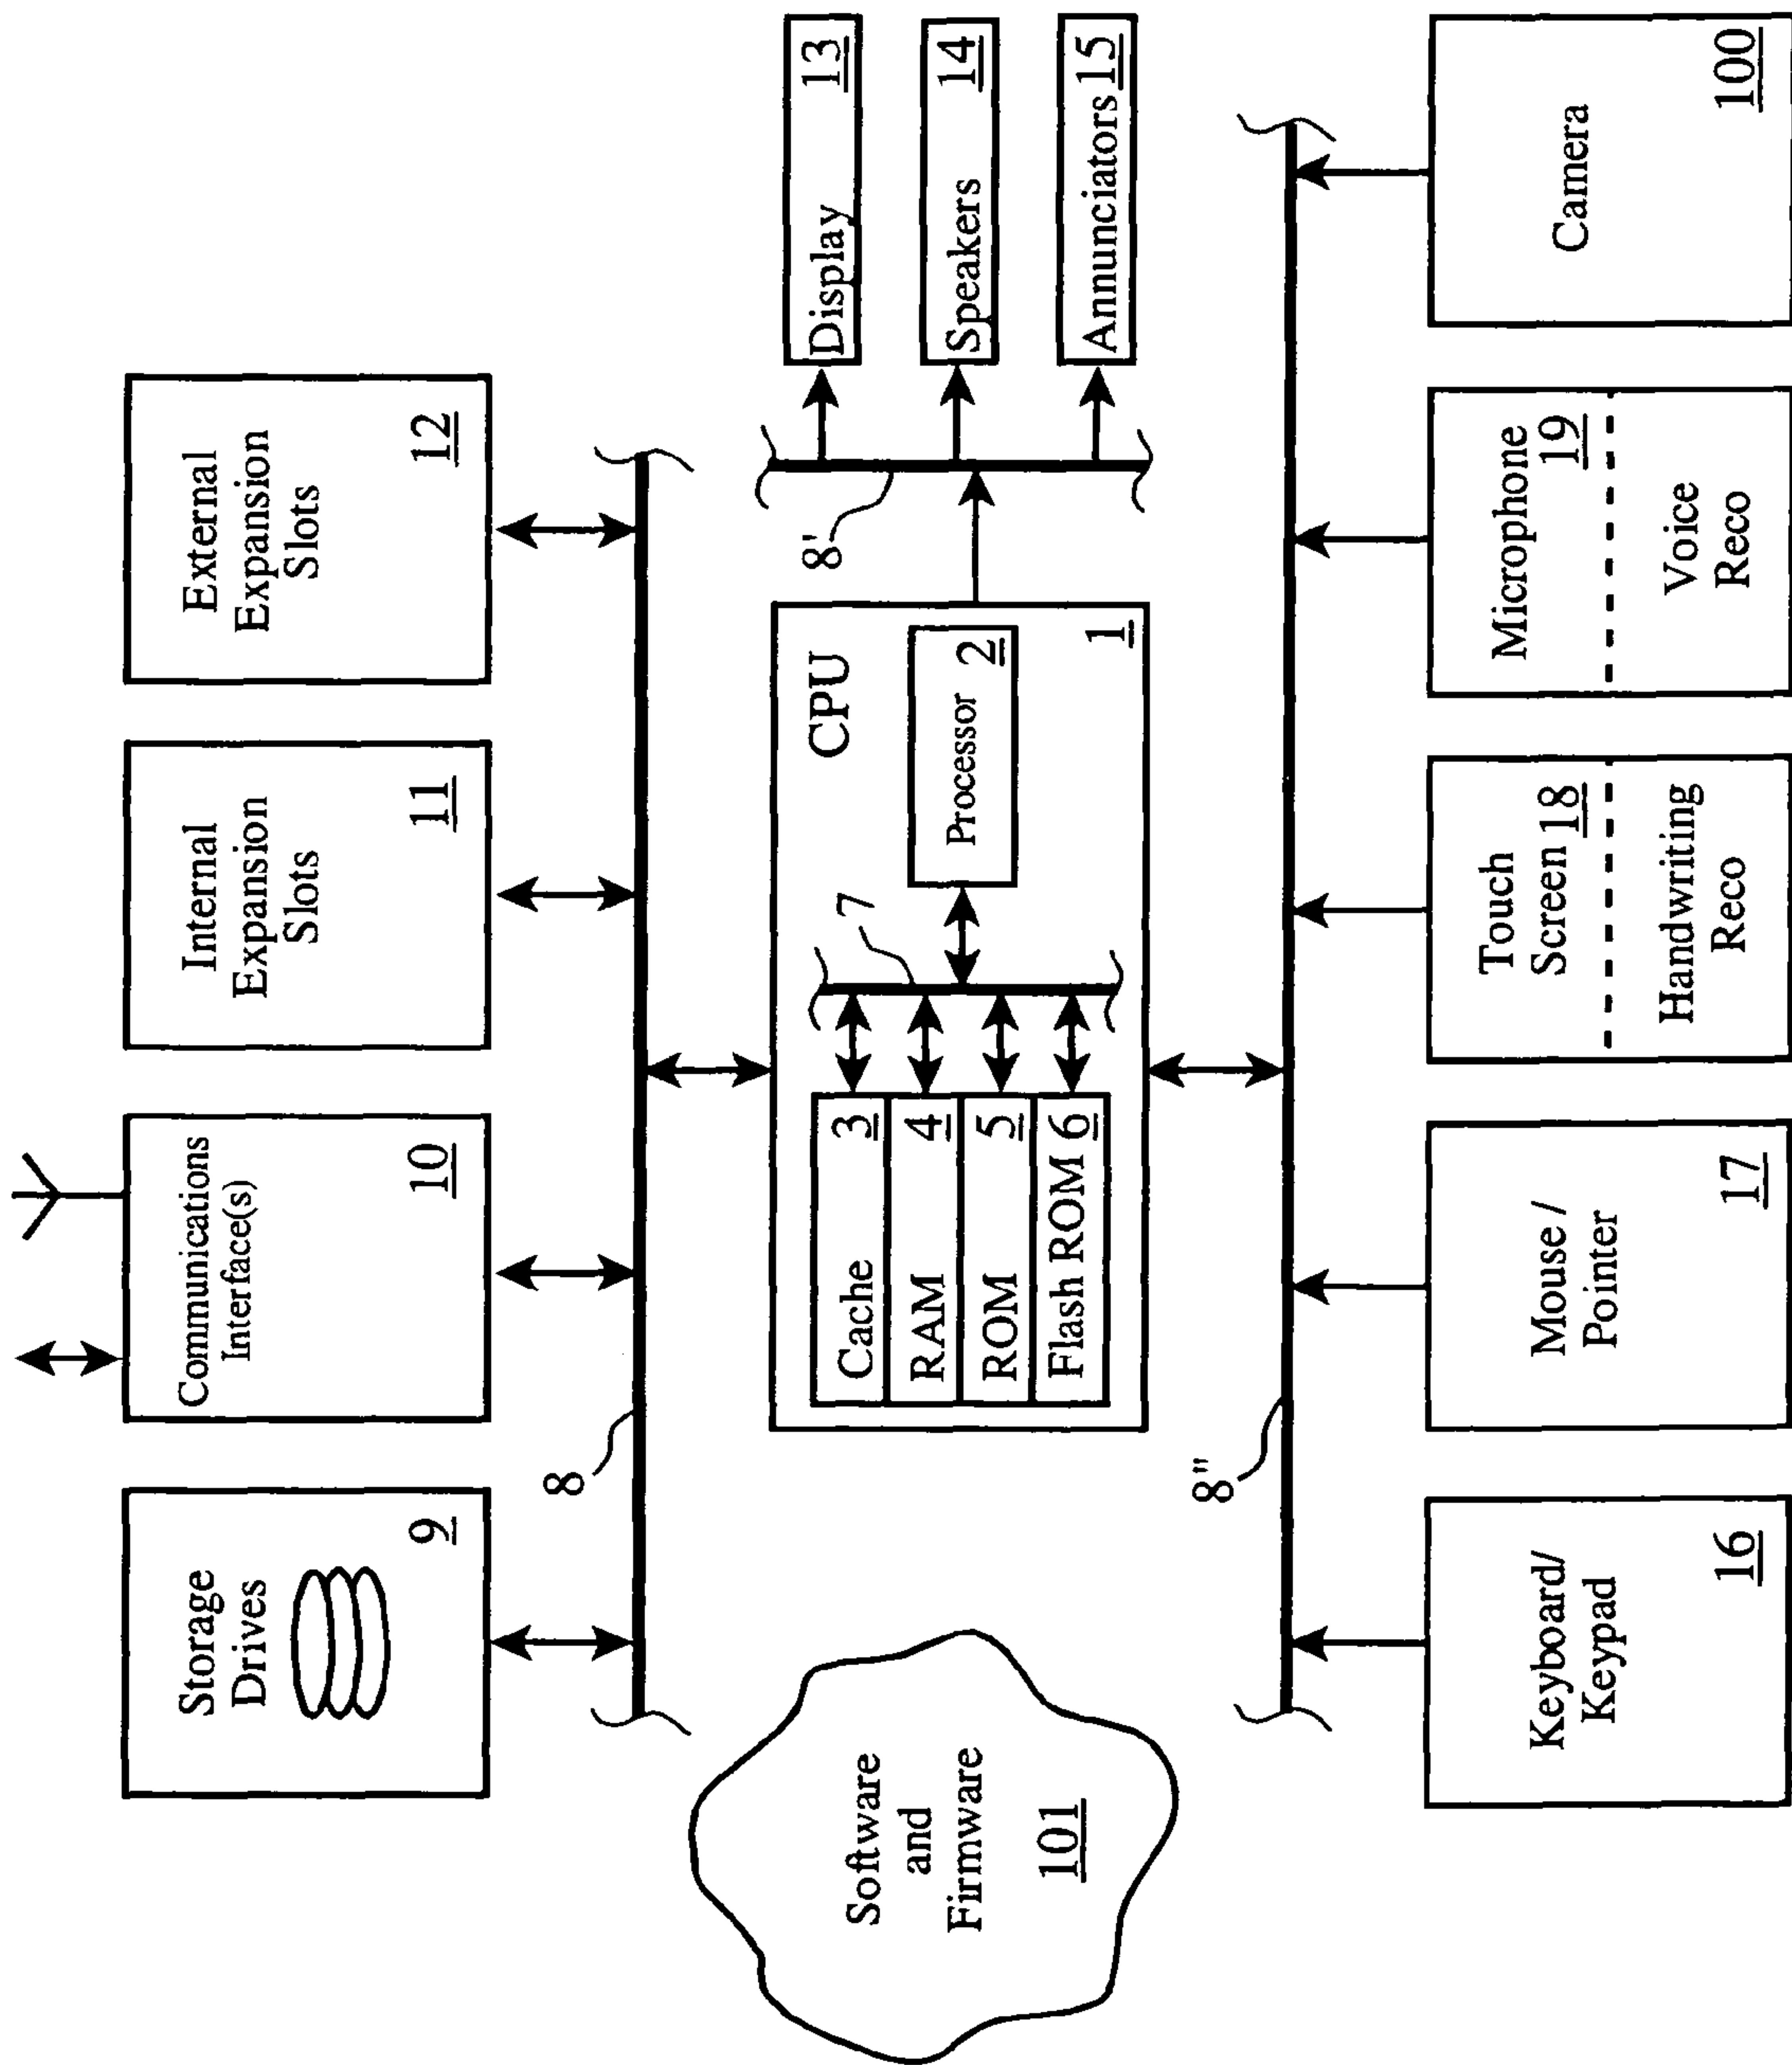 Storage
Drives
9
Communications
Interface(s)
10
Internal
Expansion
Slots
11
External
Expansion
Slots
12
8
Software
and
Firmware
101
CPU
Cache 3
RAM 4
ROM 5
Flash ROM 6
7
Processor 2
1
8'
Display 13
Speakers 14
Annunciators 15
8"
Keyboard/
Keypad
16
Mouse /
Pointer
17
Touch
Screen 18
Handwriting
Reco
Microphone
19
Voice
Reco
Camera
100